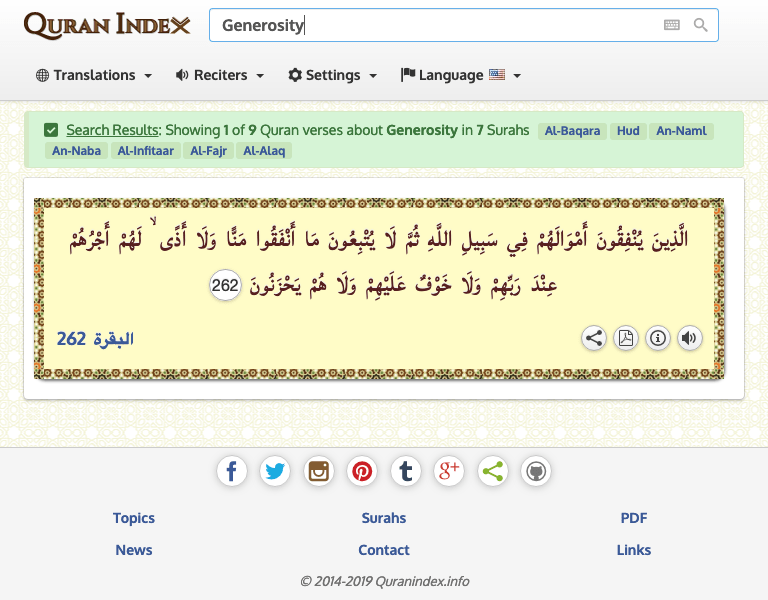 QURAN INDEX
Generosity
Translations Reciters Settings Language
Search Results: Showing 1 of 9 Quran verses about Generosity in 7 Surahs Al-Baqara Hud An-Naml
An-Naba Al-Infitaar Al-Fajr Al-Alaq
الَّذِينَ يُنْفِقُونَ أَمْوَالَهُمْ فِي سَبِيلِ اللَّهِ ثُمَّ لَا يُتْبِعُونَ مَا أَنْفَقُوا مَنًّا وَلَا أَذًى ۙ لَهُمْ أَجْرُهُمْ
عِنْدَ رَبِّهِمْ وَلَا خَوْفٌ عَلَيْهِمْ وَلَا هُمْ يَحْزَنُونَ 262
البقرة 262
Topics Surahs PDF
News Contact Links
© 2014-2019 Quranindex.info